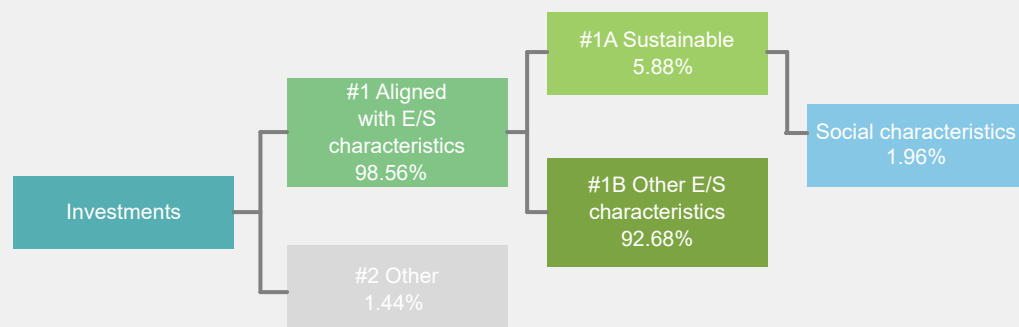 Investments
#1 Aligned
with E/S
characteristics
98.56%
#2 Other
1.44%
#1A Sustainable
5.88%
#1B Other E/S
characteristics
92.68%
Social characteristics
1.96%